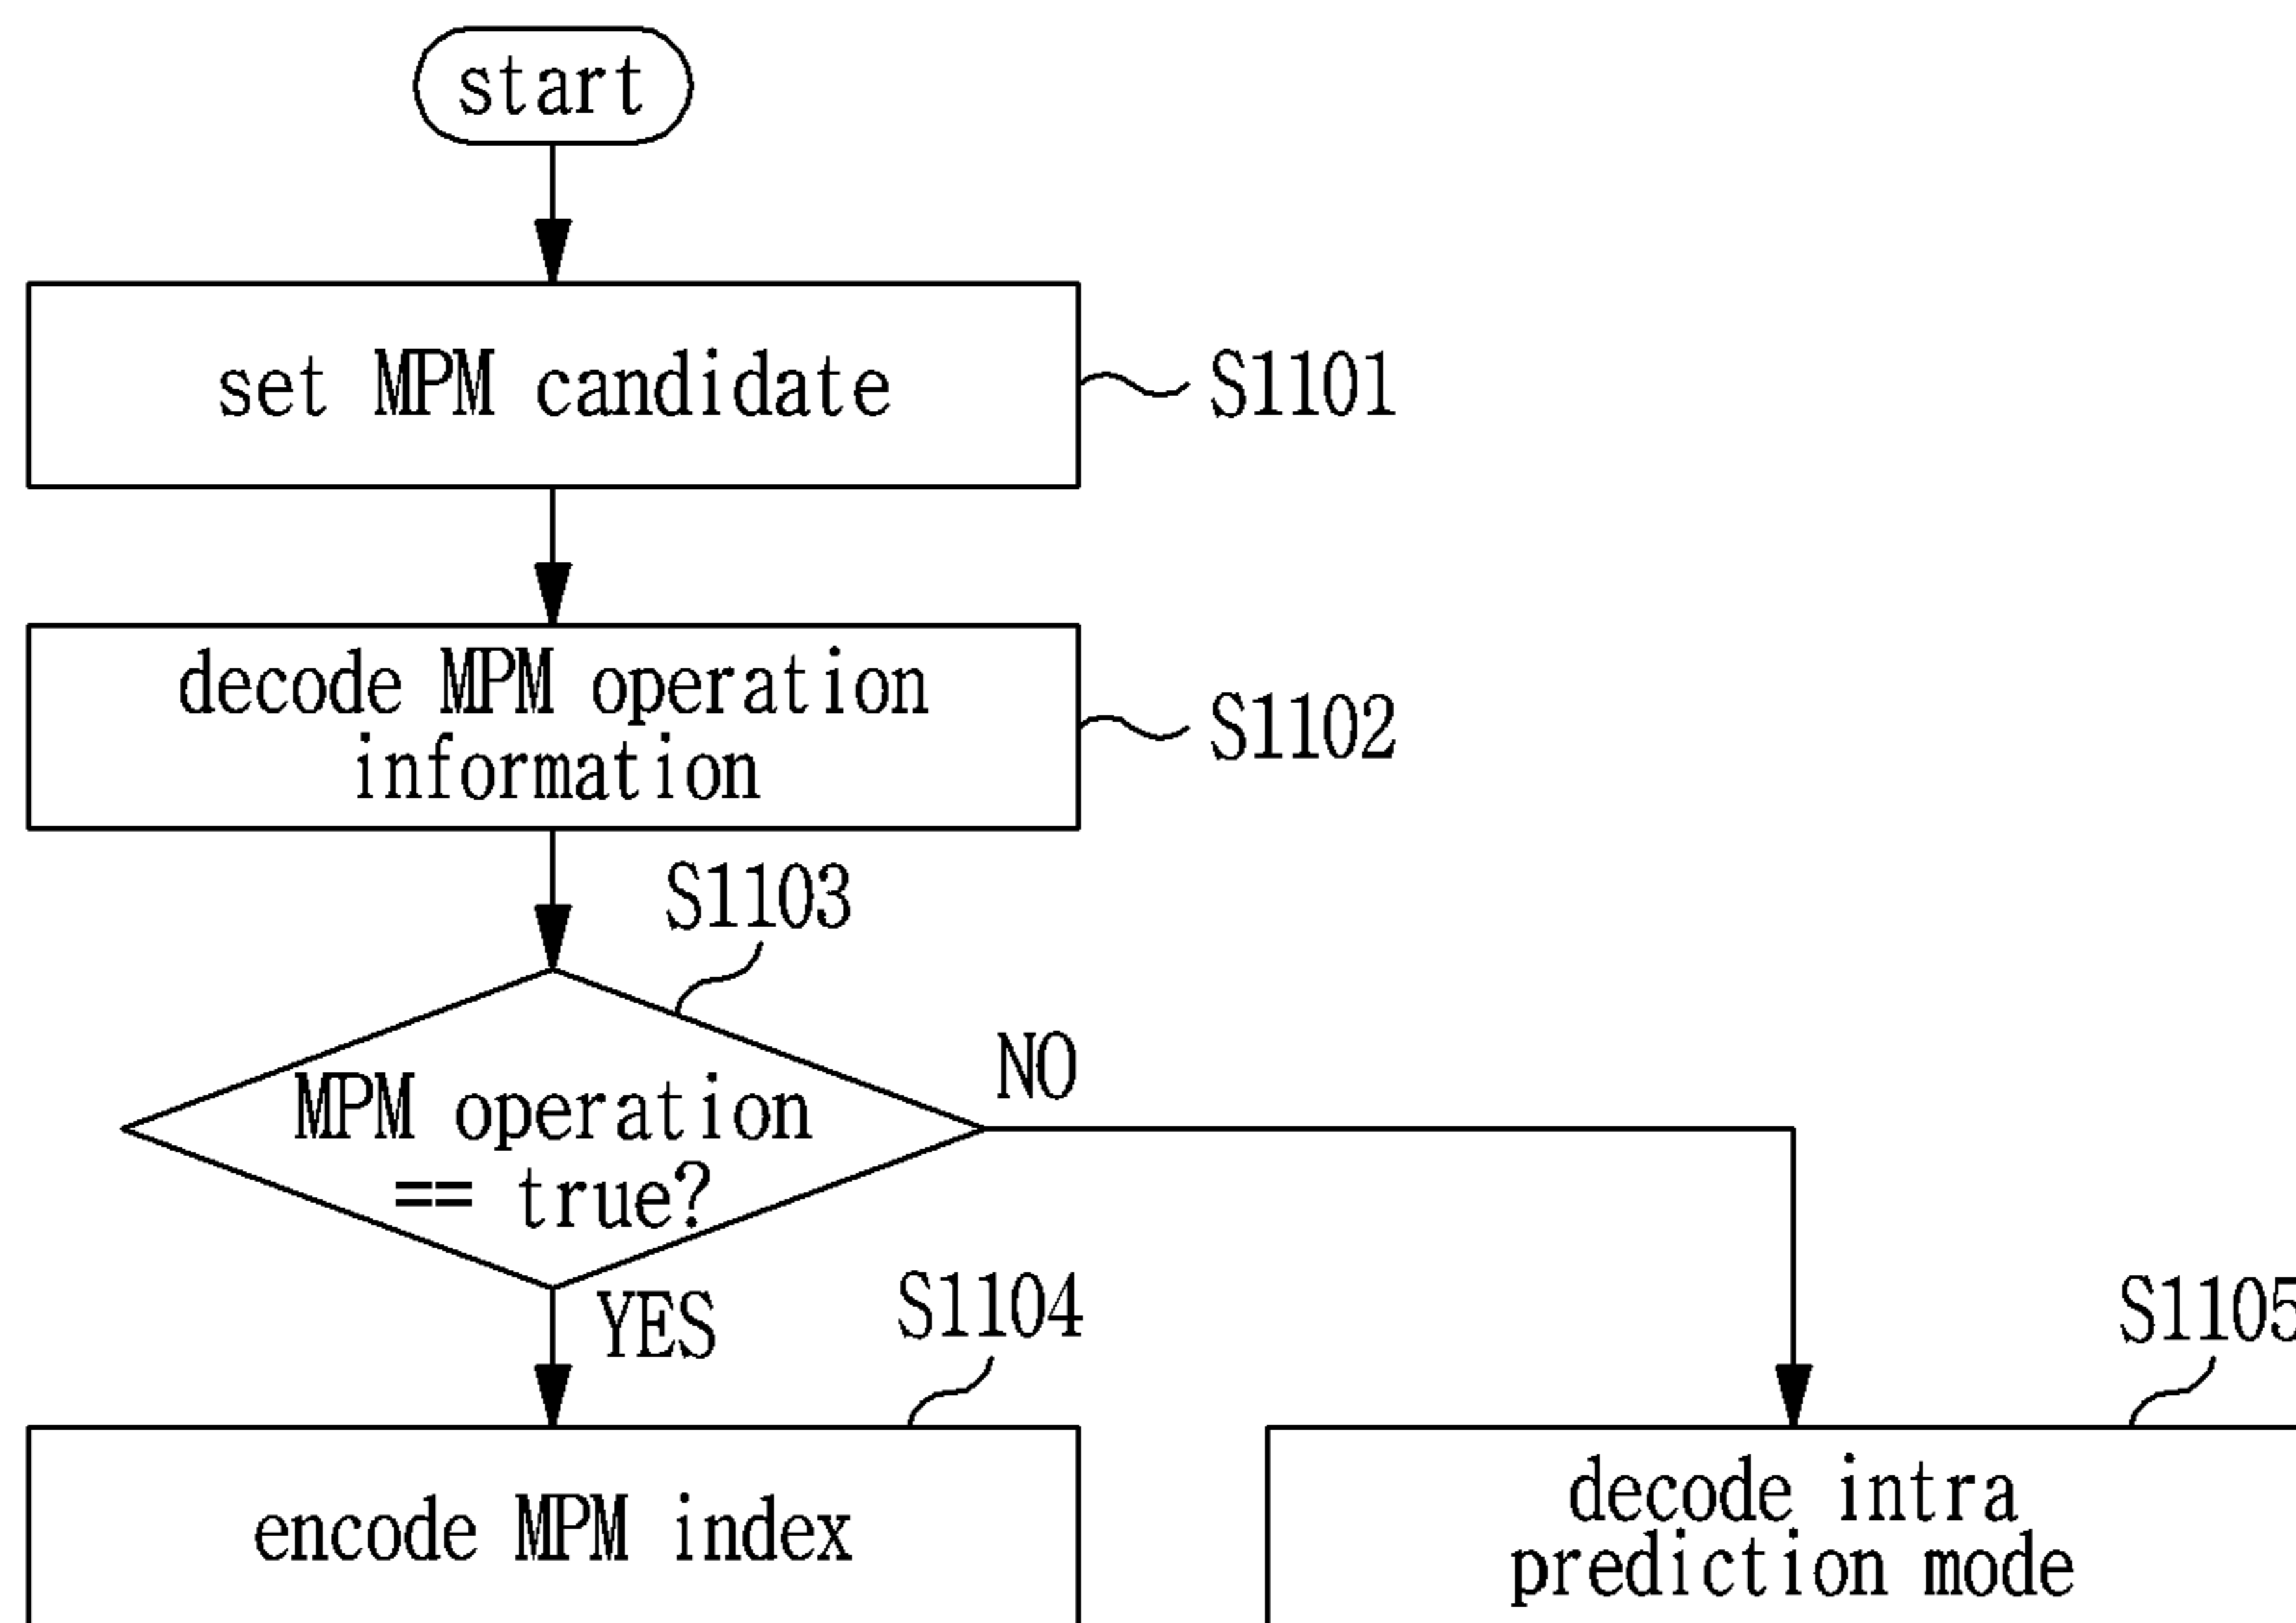 start
set MPM candidate
S1101
decode MPM operation
information
S1102
S1103
MPM operation
== true?
NO
YES
S1104
encode MPM index
S1105
decode intra
prediction mode